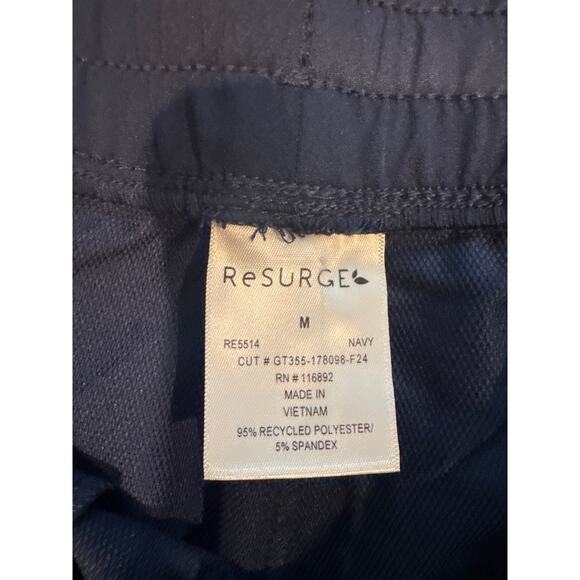 ReSURGE
M
RE5514 NAVY
CUT # GT355-178098-F24
RN # 116892
MADE IN
VIETNAM
95% RECYCLED POLYESTER/
5% SPANDEX